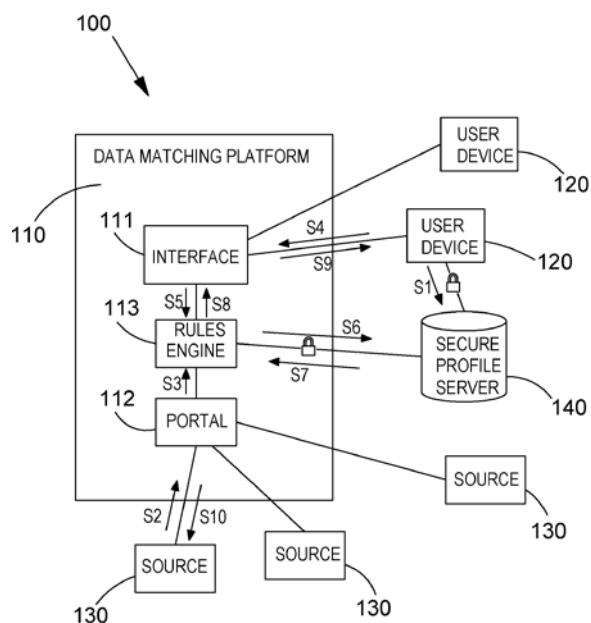 100
DATA MATCHING PLATFORM
USER
DEVICE
120
110
111
INTERFACE
S4
S9
USER
DEVICE
120
S1
S5
S8
113
RULES
ENGINE
S6
S7
SECURE
PROFILE
SERVER
140
S3
112
PORTAL
SOURCE
130
S2
S10
SOURCE
130
SOURCE
130